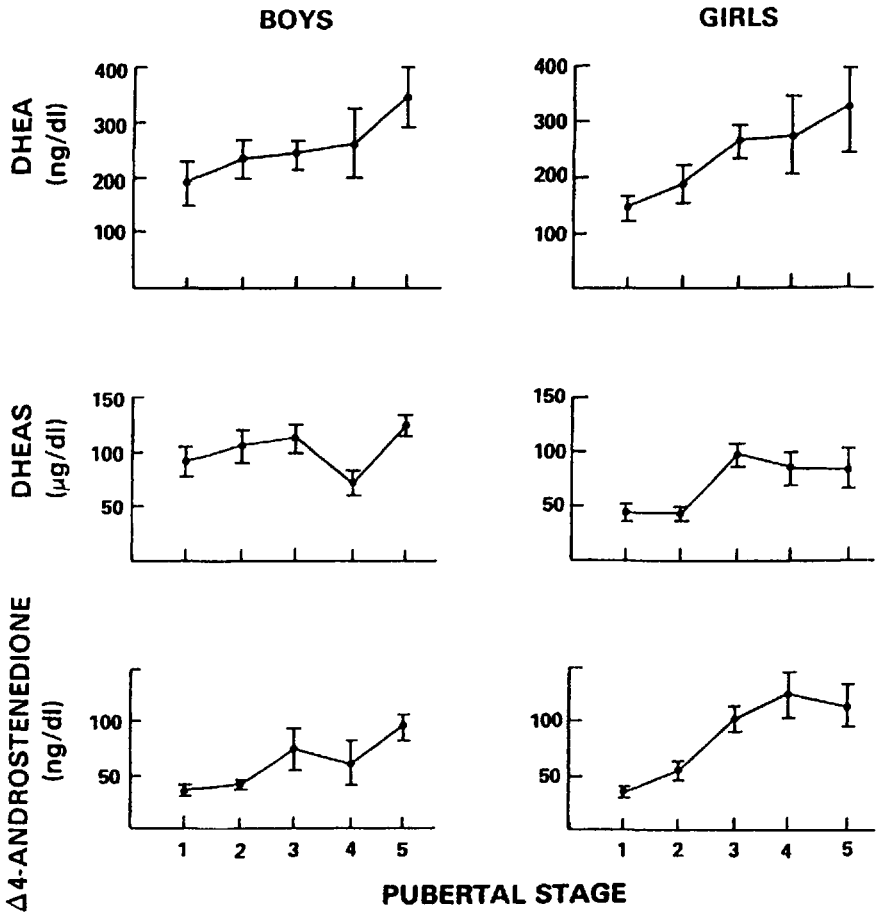 BOYS
GIRLS
DHEA
(ng/dl)
400
300
200
100
400
300
200
100
DHEAS
(μg/dl)
150
100
50
150
100
50
Δ4-ANDROSTENEDIONE
(ng/dl)
100
50
100
50
1 2 3 4 5
1 2 3 4 5
PUBERTAL STAGE